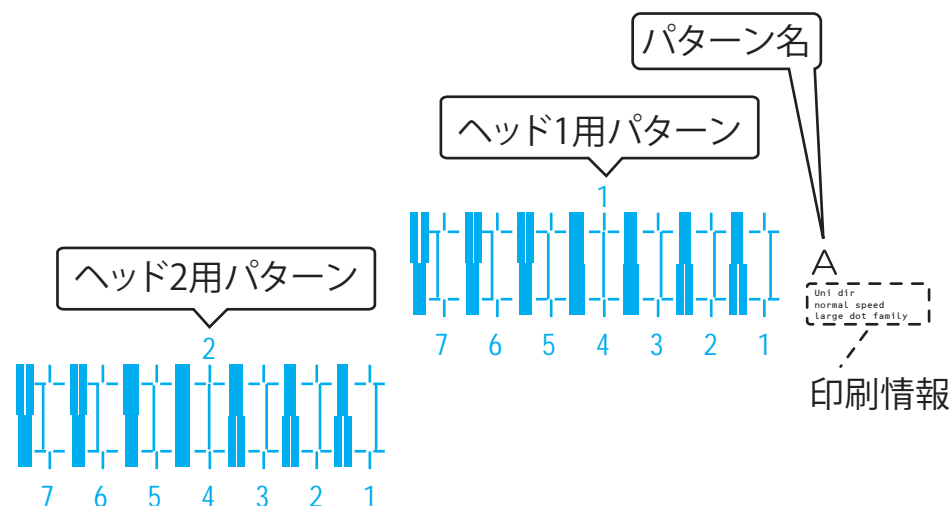 パターン名
ヘッド1用パターン
1
A
Uni dir
normal speed
large dot family
7 6 5 4 3 2 1
印刷情報
ヘッド2用パターン
2
7 6 5 4 3 2 1